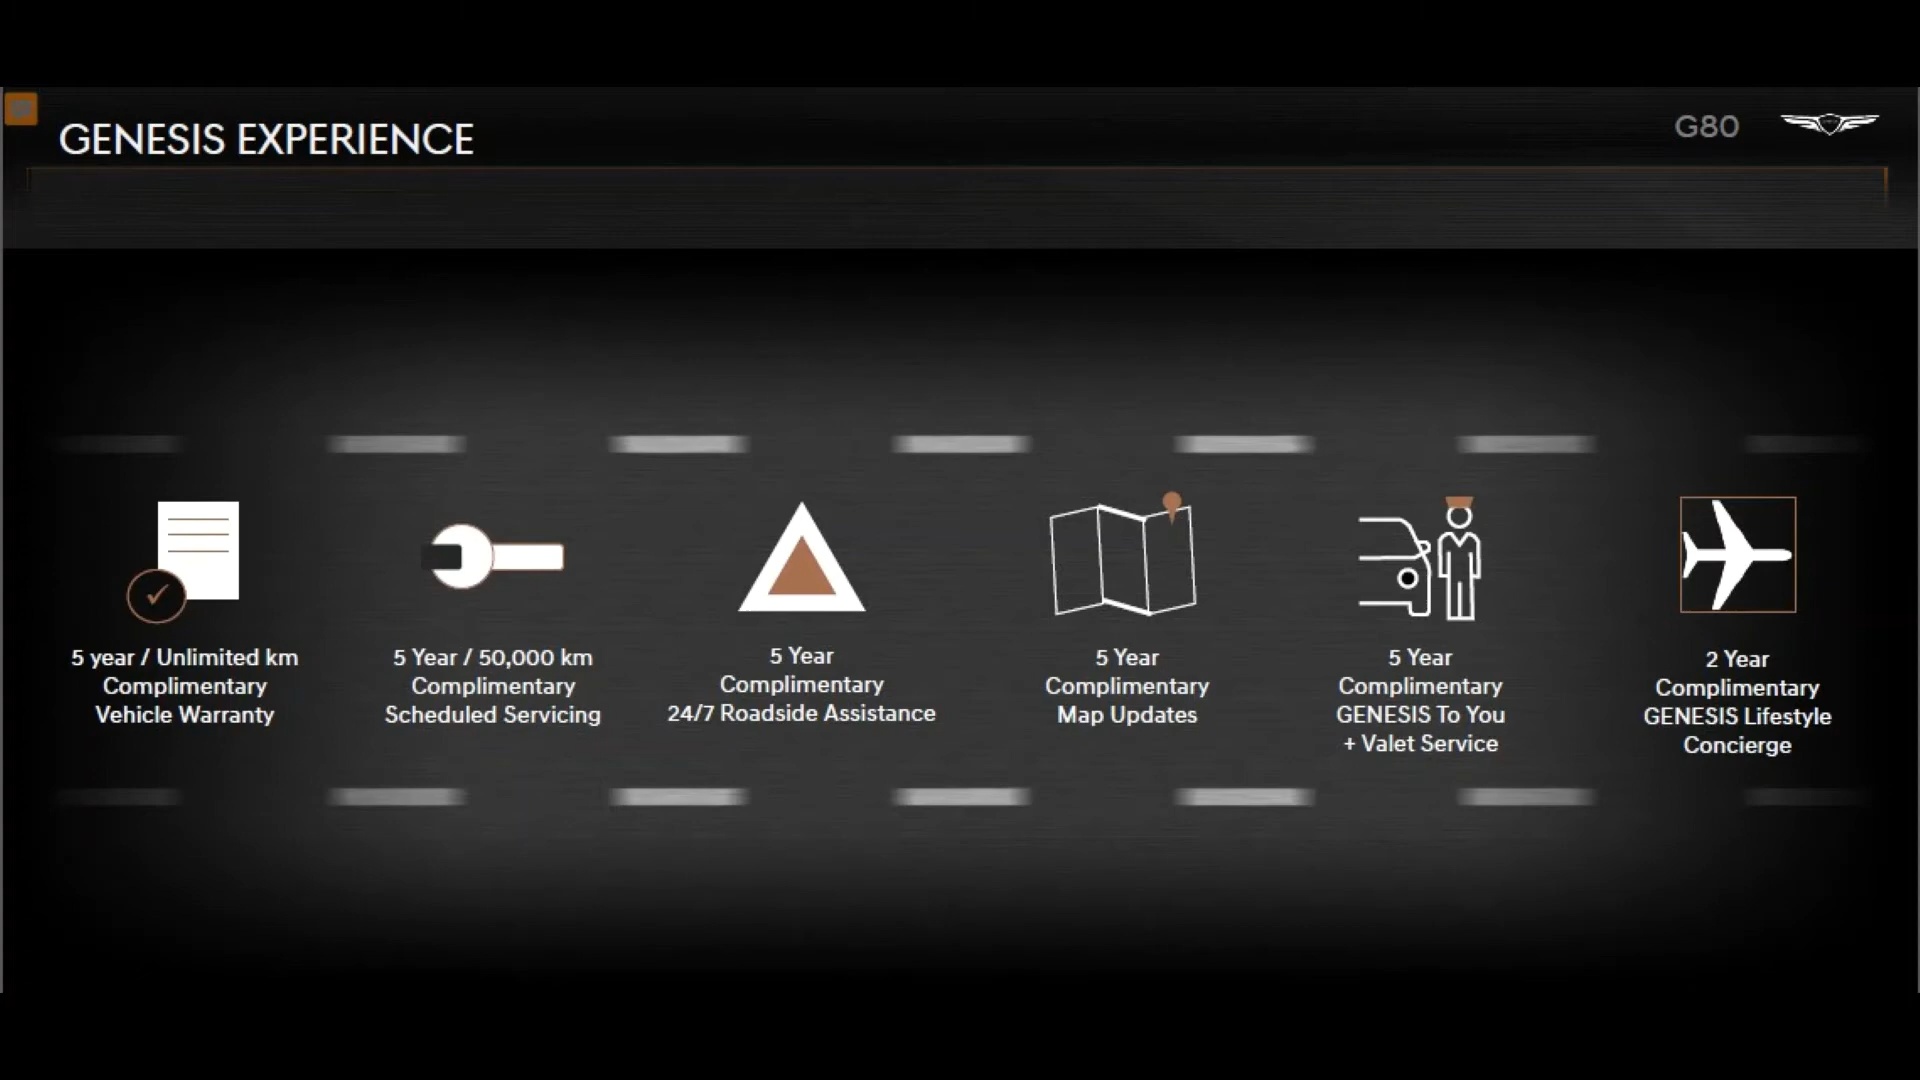 GENESIS EXPERIENCE
G80
5 year / Unlimited km
Complimentary
Vehicle Warranty
5 Year / 50,000 km
Complimentary
Scheduled Servicing
5 Year
Complimentary
24/7 Roadside Assistance
5 Year
Complimentary
Map Updates
5 Year
Complimentary
GENESIS To You
+ Valet Service
2 Year
Complimentary
GENESIS Lifestyle
Concierge